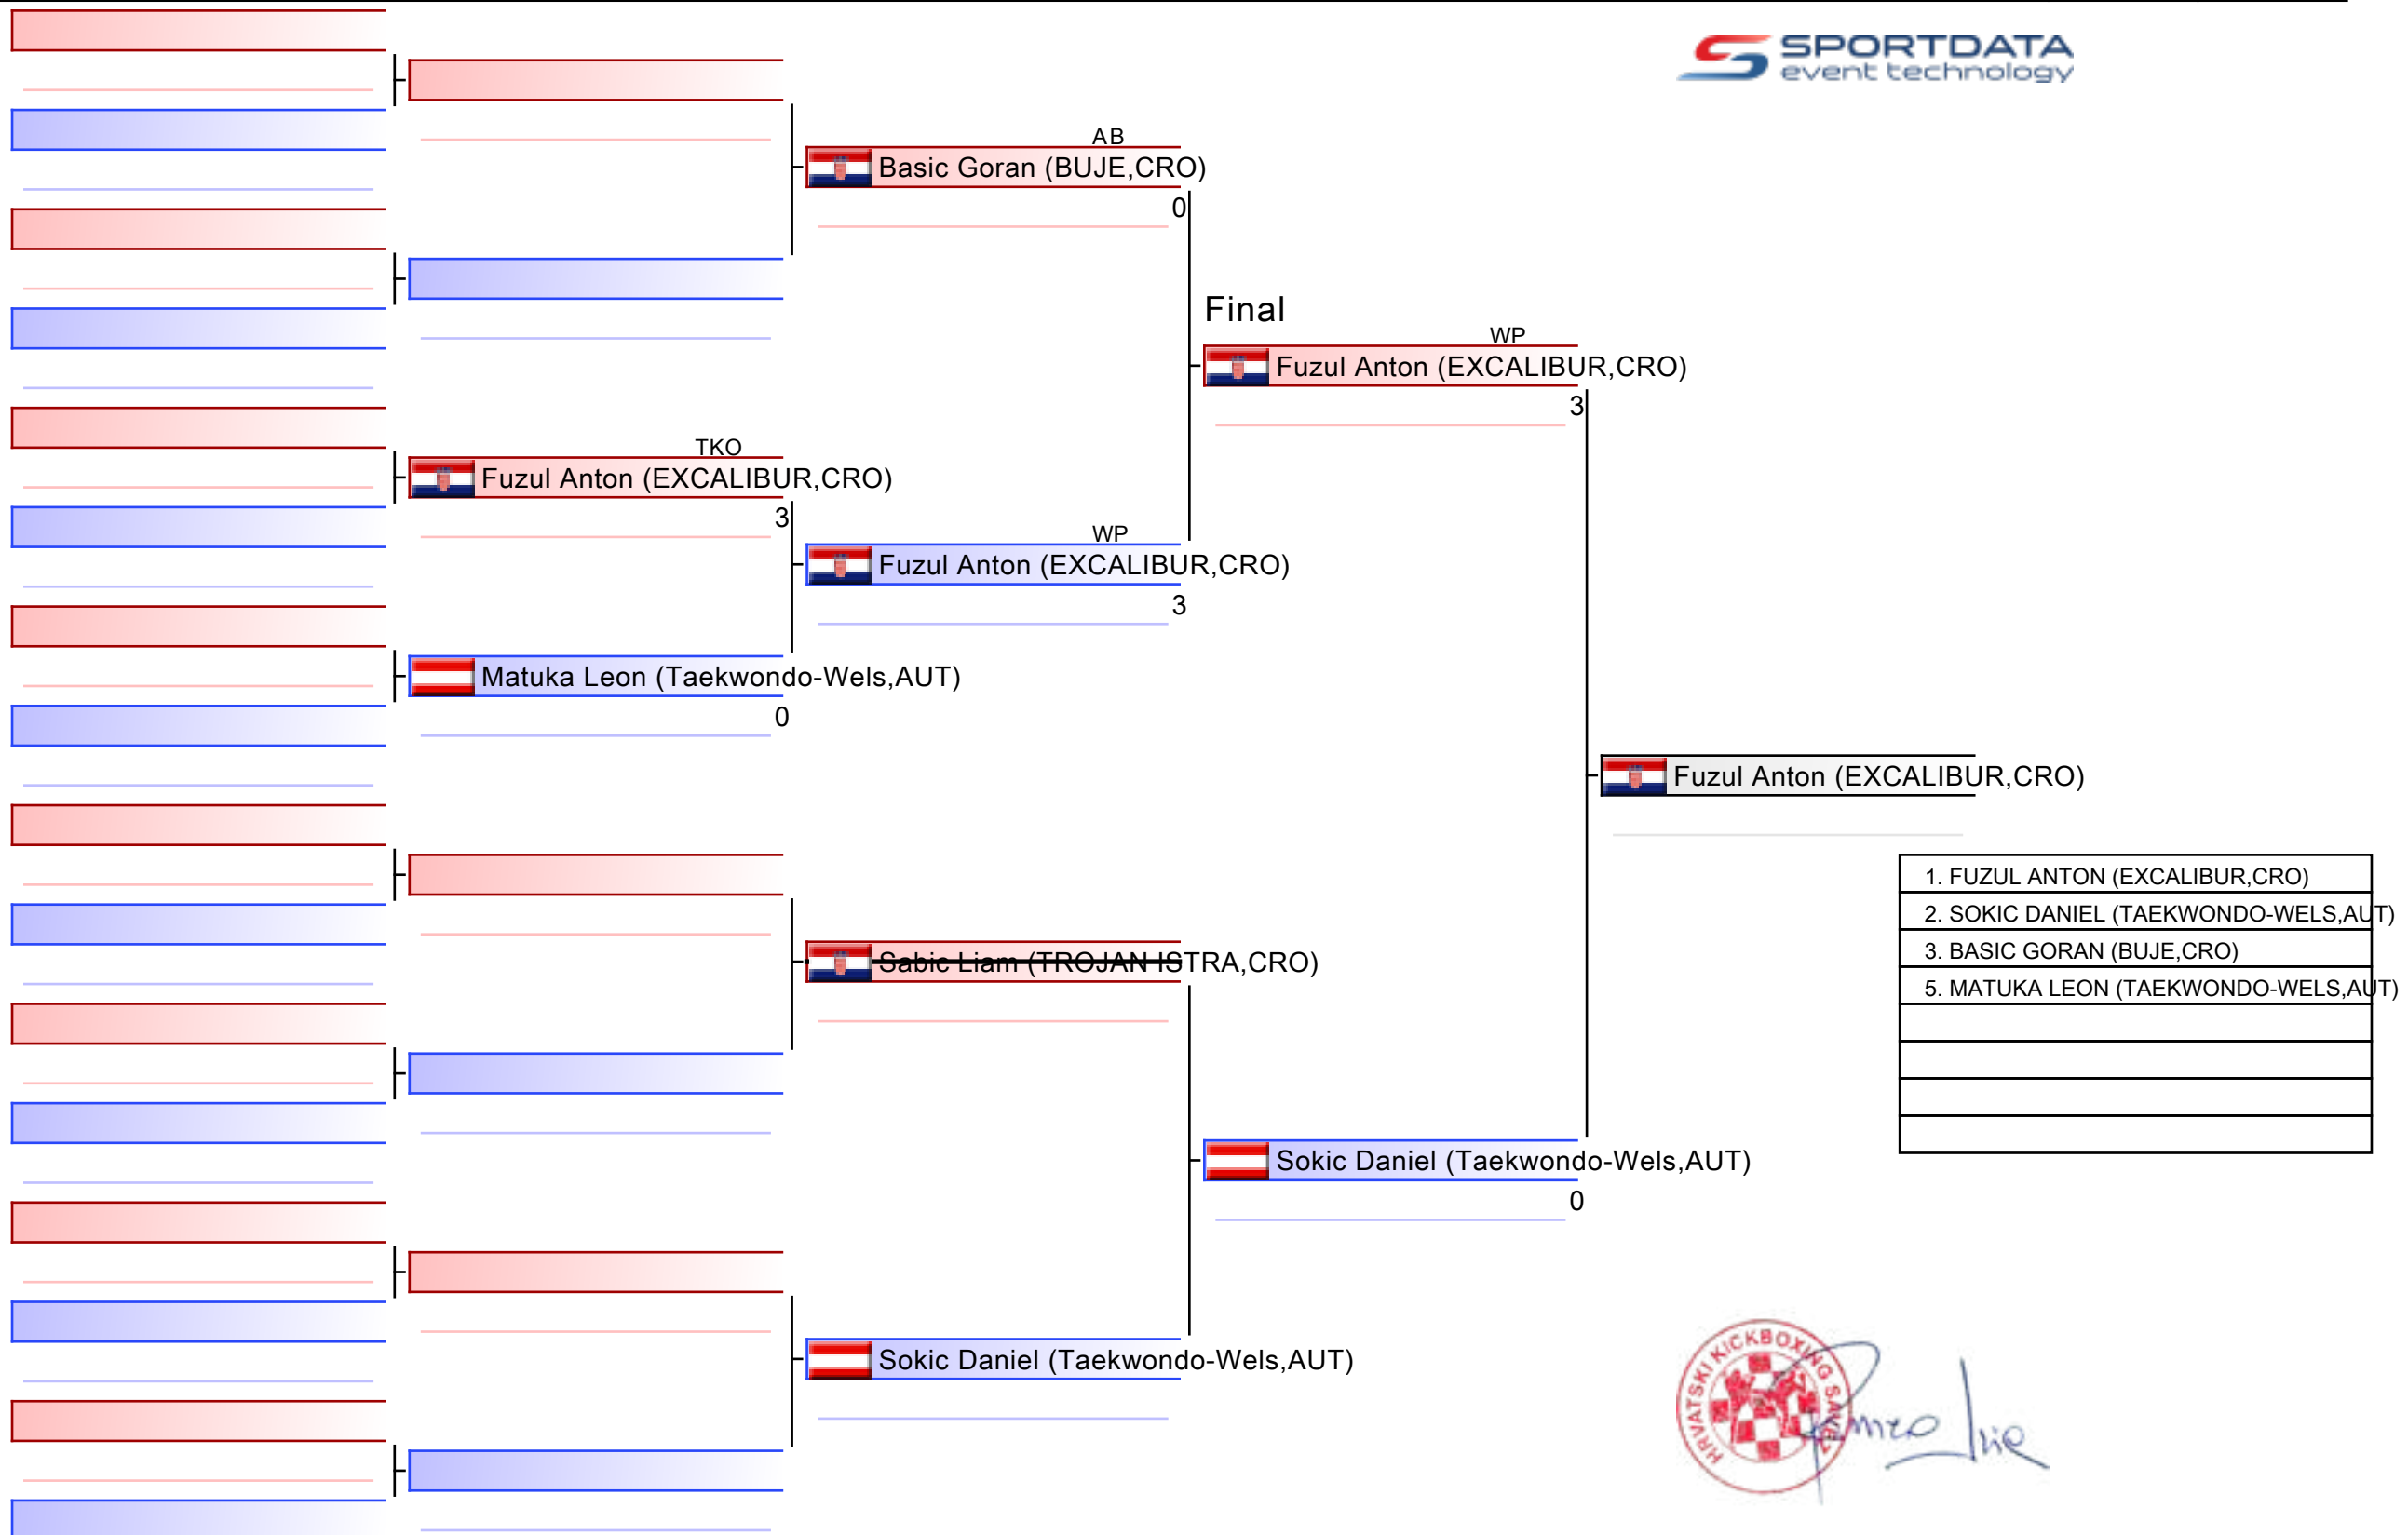 SPORTDATA
event technology
AB
Basic Goran (BUJE,CRO)
0
Final
WP
Fuzul Anton (EXCALIBUR,CRO)
3
TKO
Fuzul Anton (EXCALIBUR,CRO)
3
WP
Fuzul Anton (EXCALIBUR,CRO)
3
Matuka Leon (Taekwondo-Wels,AUT)
0
Fuzul Anton (EXCALIBUR,CRO)
1. FUZUL ANTON (EXCALIBUR,CRO)
2. SOKIC DANIEL (TAEKWONDO-WELS,AUT)
3. BASIC GORAN (BUJE,CRO)
5. MATUKA LEON (TAEKWONDO-WELS,AUT)
Sabic Liam (TROJAN ISTRA,CRO)
Sokic Daniel (Taekwondo-Wels,AUT)
0
Sokic Daniel (Taekwondo-Wels,AUT)
HRVATSKI KICKBOXING SAVEZ